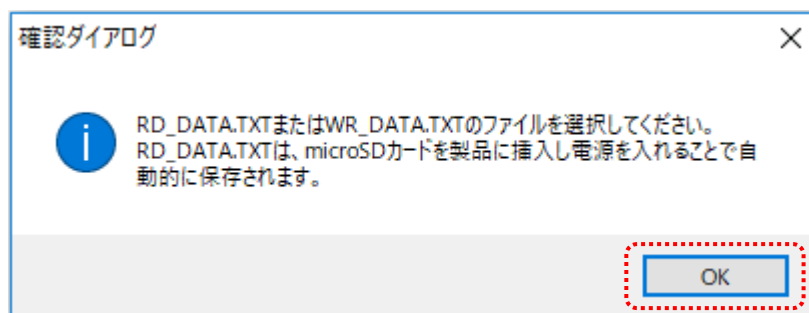 確認ダイアログ
RD_DATA.TXTまたはWR_DATA.TXTのファイルを選択してください。
RD_DATA.TXTは、microSDカードを製品に挿入し電源を入れることで自
動的に保存されます。
OK